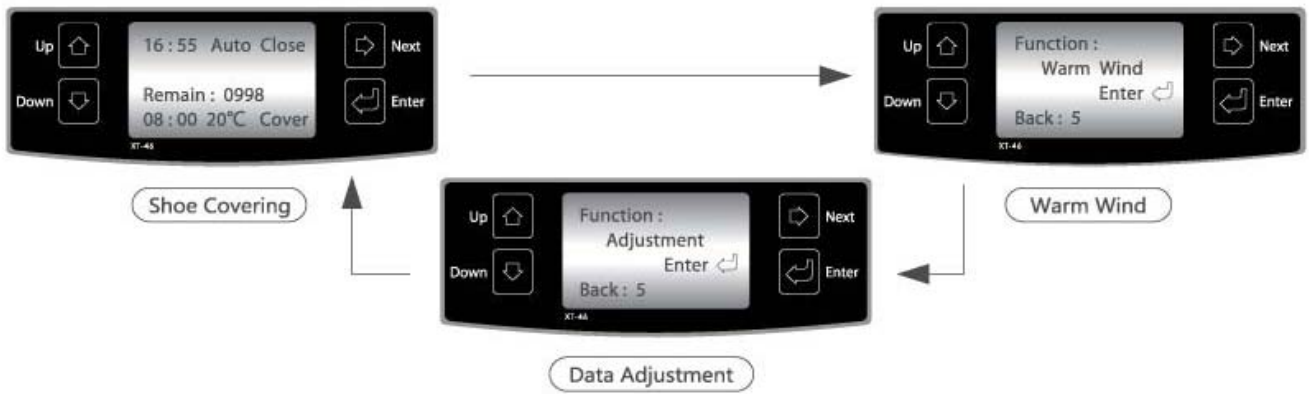 Up
16:55 Auto Close
Next
Down
Remain: 0998
Enter
08:00 20℃ Cover
XT-46
Shoe Covering
Up
Function:
Next
Warm Wind
Down
Enter
Enter
Back: 5
XT-46
Warm Wind
Up
Function:
Next
Adjustment
Down
Enter
Enter
Back: 5
XT-46
Data Adjustment